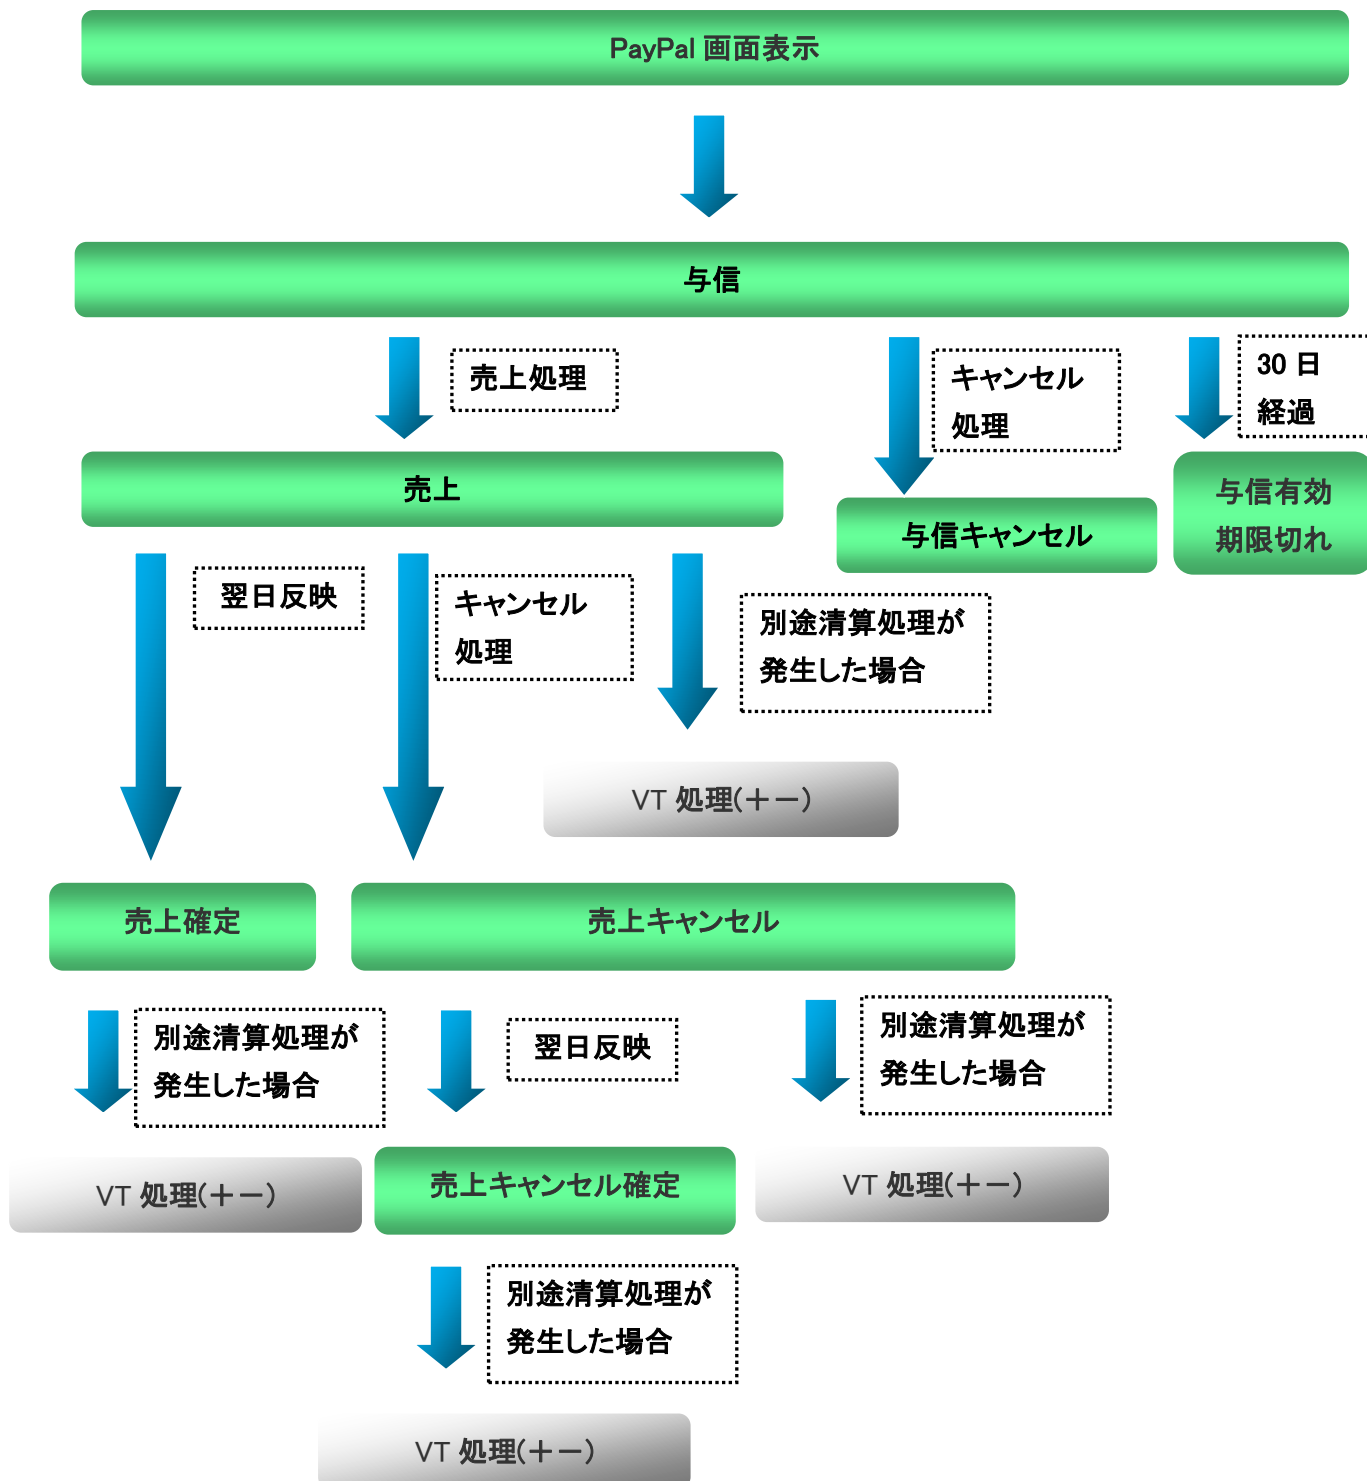 PayPal 画面表示
与信
売上処理
キャンセル
処理
30 日
経過
売上
与信キャンセル
与信有効
期限切れ
翌日反映
キャンセル
処理
別途清算処理が
発生した場合
VT 処理(+-)
売上確定
売上キャンセル
別途清算処理が
発生した場合
翌日反映
別途清算処理が
発生した場合
VT 処理(+-)
売上キャンセル確定
VT 処理(+-)
別途清算処理が
発生した場合
VT 処理(+-)